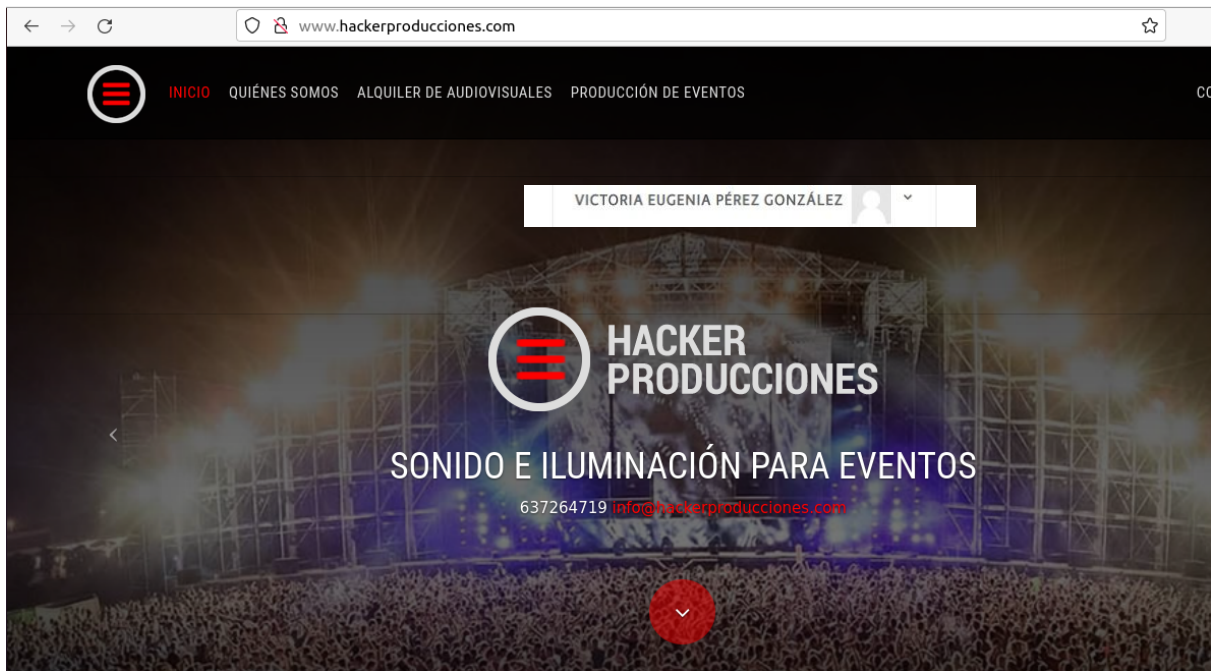 www.hackerproducciones.com
INICIO QUIÉNES SOMOS ALQUILER DE AUDIOVISUALES PRODUCCIÓN DE EVENTOS CO
VICTORIA EUGENIA PÉREZ GONZÁLEZ
HACKER
PRODUCCIONES
SONIDO E ILUMINACIÓN PARA EVENTOS
637264719 info@hackerproducciones.com